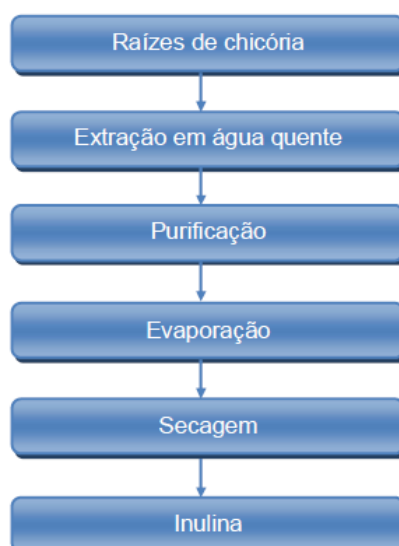 Raízes de chicória
Extração em água quente
Purificação
Evaporação
Secagem
Inulina